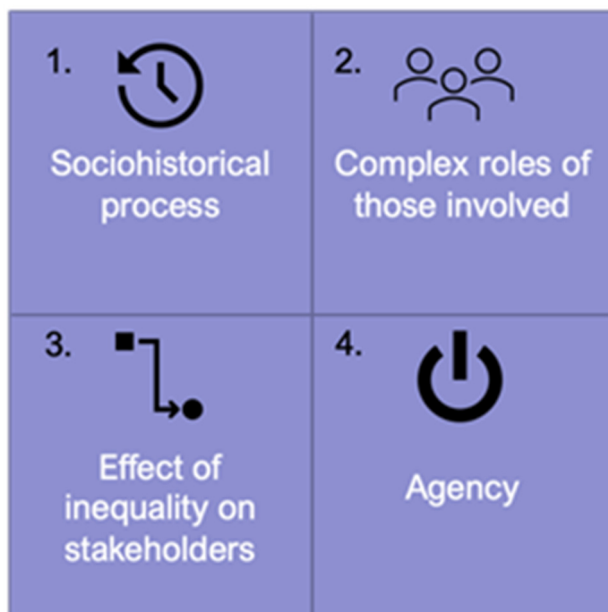 1.
Sociohistorical
process
2.
Complex roles of
those involved
3.
Effect of
inequality on
stakeholders
4.
Agency